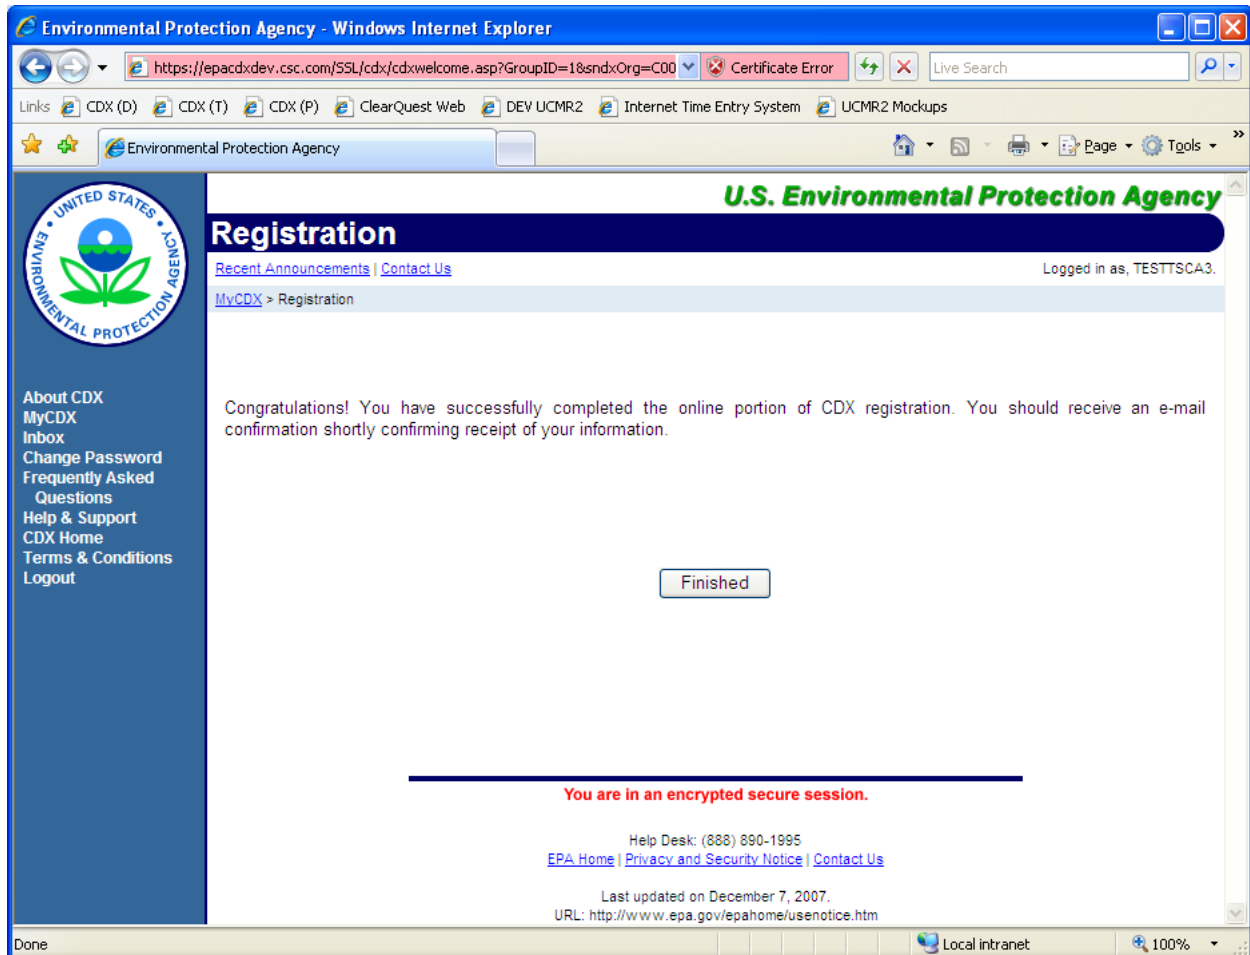 Environmental Protection Agency - Windows Internet Explorer
https://epacdxdev.csc.com/SSL/cdx/cdxwelcome.asp?GroupID=1&sndxOrg=C00 Certificate Error Live Search
Links CDX (D) CDX (T) CDX (P) ClearQuest Web DEV UCMR2 Internet Time Entry System UCMR2 Mockups
Environmental Protection Agency Page Tools »
UNITED STATES
ENVIRONMENTAL PROTECTION AGENCY
U.S. Environmental Protection Agency
Registration
Recent Announcements | Contact Us Logged in as, TESTTSCA3.
MyCDX > Registration
About CDX
MyCDX
Inbox
Change Password
Frequently Asked
Questions
Help & Support
CDX Home
Terms & Conditions
Logout
Congratulations! You have successfully completed the online portion of CDX registration. You should receive an e-mail
confirmation shortly confirming receipt of your information.
Finished
You are in an encrypted secure session.
Help Desk: (888) 890-1995
EPA Home | Privacy and Security Notice | Contact Us
Last updated on December 7, 2007.
URL: http://www.epa.gov/epahome/usenotice.htm
Done Local intranet 100%